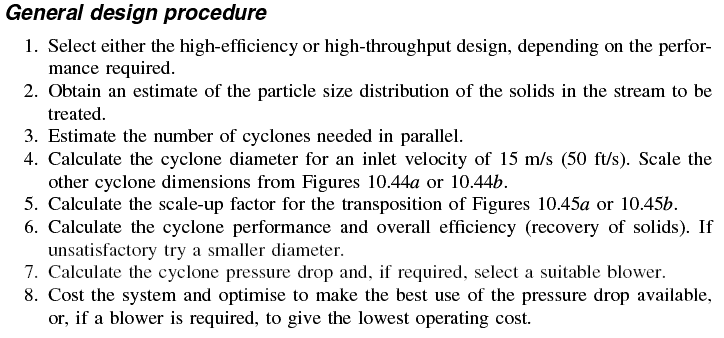 General design procedure
1. Select either the high-efficiency or high-throughput design, depending on the perfor-
mance required.
2. Obtain an estimate of the particle size distribution of the solids in the stream to be
treated.
3. Estimate the number of cyclones needed in parallel.
4. Calculate the cyclone diameter for an inlet velocity of 15 m/s (50 ft/s). Scale the
other cyclone dimensions from Figures 10.44a or 10.44b.
5. Calculate the scale-up factor for the transposition of Figures 10.45a or 10.45b.
6. Calculate the cyclone performance and overall efficiency (recovery of solids). If
unsatisfactory try a smaller diameter.
7. Calculate the cyclone pressure drop and, if required, select a suitable blower.
8. Cost the system and optimise to make the best use of the pressure drop available,
or, if a blower is required, to give the lowest operating cost.